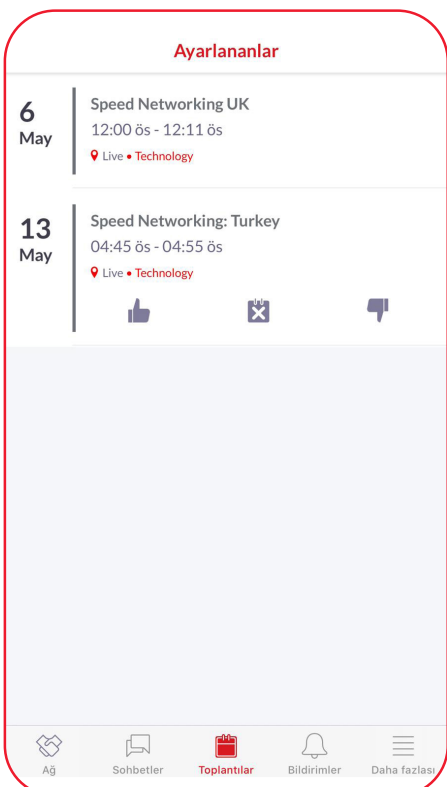 Ayarlananlar
6
May
Speed Networking UK
12:00 ös - 12:11 ös
Live • Technology
13
May
Speed Networking: Turkey
04:45 ös - 04:55 ös
Live • Technology
Ağ
Sohbetler
Toplantılar
Bildirimler
Daha fazlası